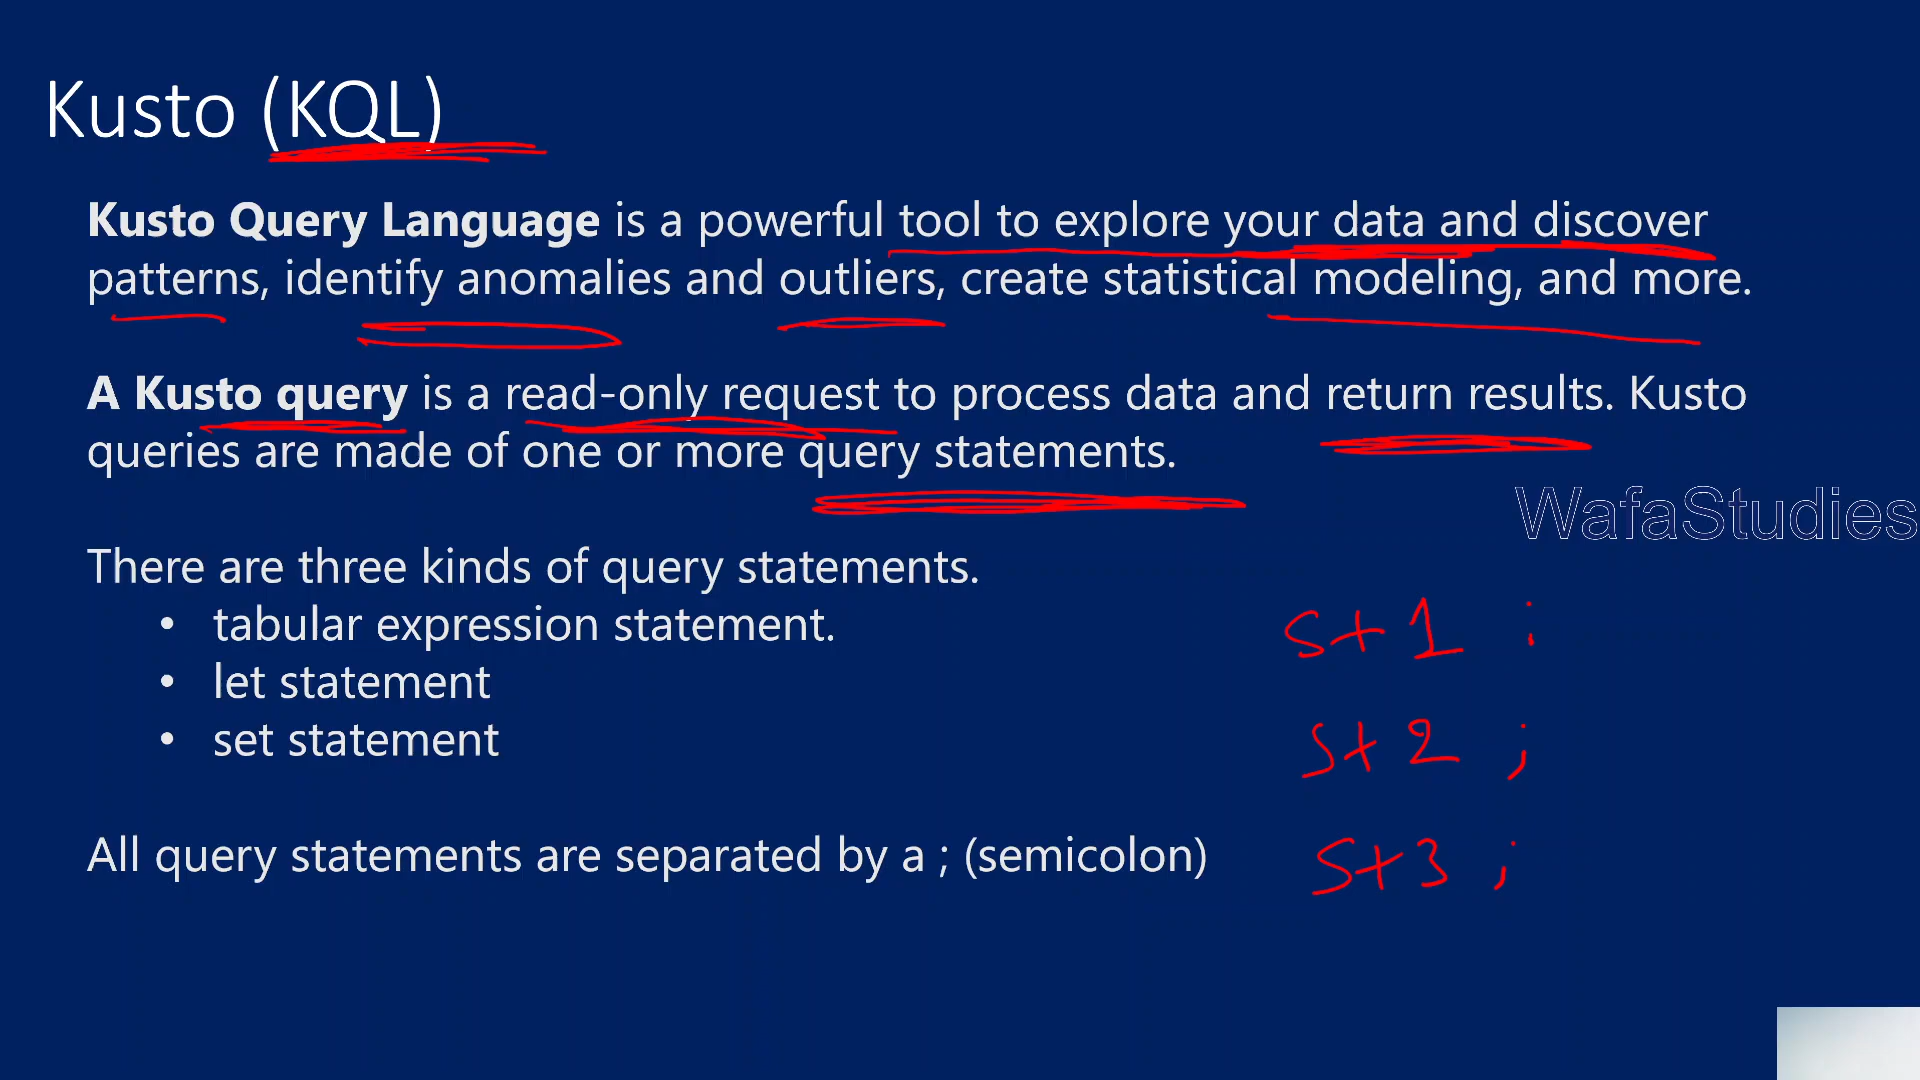 Kusto (KQL)
Kusto Query Language is a powerful tool to explore your data and discover
patterns, identify anomalies and outliers, create statistical modeling, and more.
A Kusto query is a read-only request to process data and return results. Kusto
queries are made of one or more query statements.
WafaStudies
There are three kinds of query statements.
• tabular expression statement.
• let statement
• set statement
st 1 ;
st 2 ;
All query statements are separated by a ; (semicolon)
st 3 ;